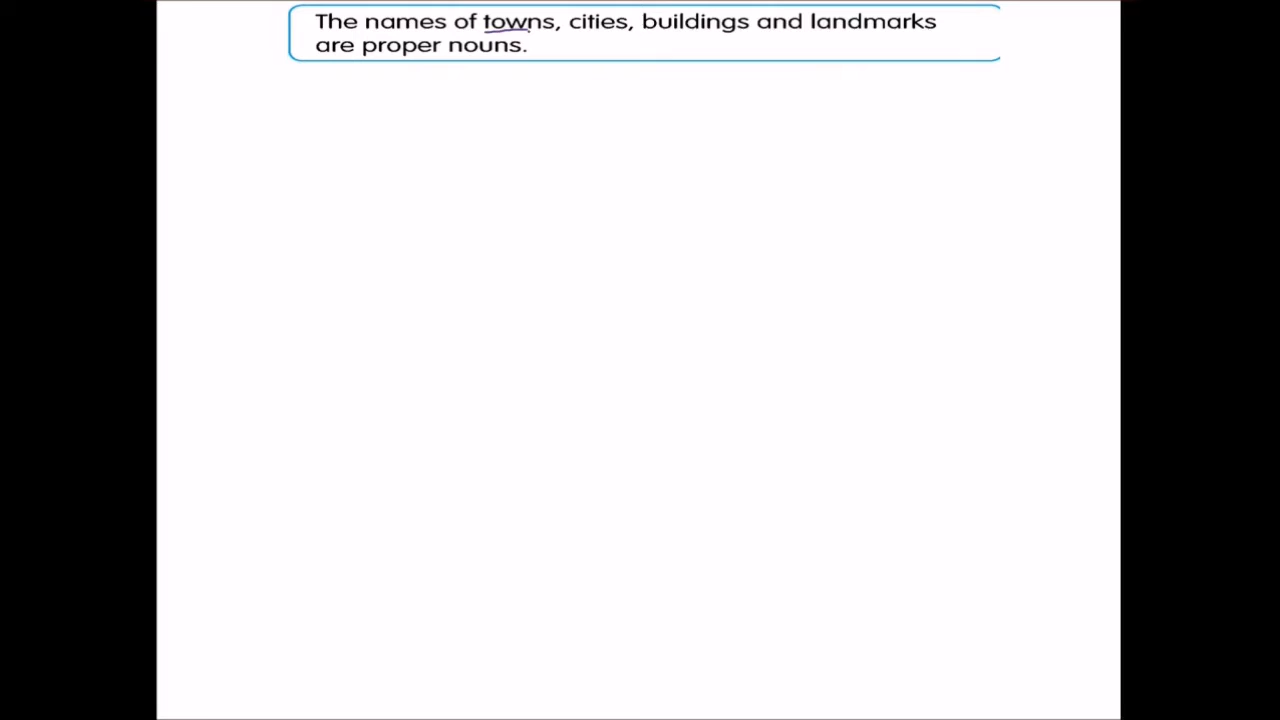 The names of towns, cities, buildings and landmarks
are proper nouns.